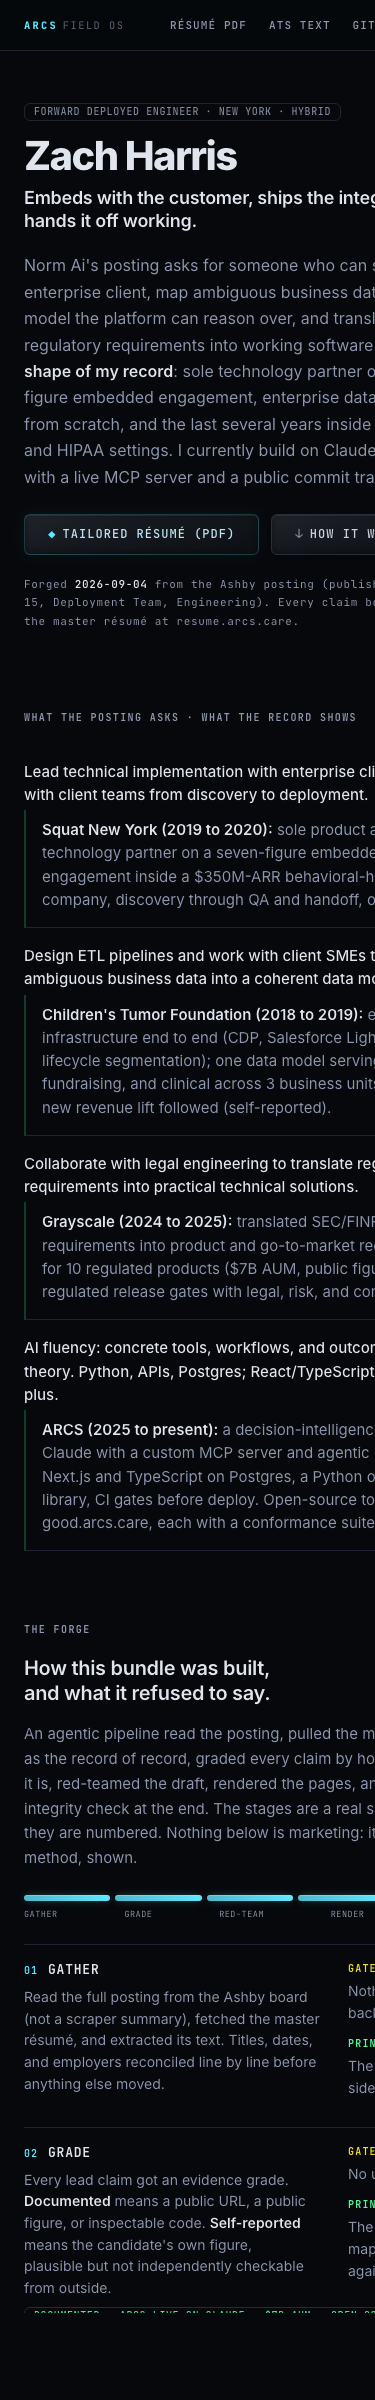 ARCS FIELD OS RÉSUMÉ PDF ATS TEXT GIT
FORWARD DEPLOYED ENGINEER · NEW YORK · HYBRID
Zach Harris
Embeds with the customer, ships the integ
hands it off working.
Norm Ai's posting asks for someone who can s
enterprise client, map ambiguous business dat
model the platform can reason over, and transl
regulatory requirements into working software
shape of my record: sole technology partner o
figure embedded engagement, enterprise data
from scratch, and the last several years inside
and HIPAA settings. I currently build on Claude
with a live MCP server and a public commit tra
◆ TAILORED RÉSUMÉ (PDF) ↓ HOW IT W
Forged 2026-09-04 from the Ashby posting (publish
15, Deployment Team, Engineering). Every claim be
the master résumé at resume.arcs.care.
WHAT THE POSTING ASKS · WHAT THE RECORD SHOWS
Lead technical implementation with enterprise cli
with client teams from discovery to deployment.
Squat New York (2019 to 2020): sole product a
technology partner on a seven-figure embedde
engagement inside a $350M-ARR behavioral-h
company, discovery through QA and handoff, o
Design ETL pipelines and work with client SMEs t
ambiguous business data into a coherent data mo
Children's Tumor Foundation (2018 to 2019): e
infrastructure end to end (CDP, Salesforce Ligh
lifecycle segmentation); one data model serving
fundraising, and clinical across 3 business units
new revenue lift followed (self-reported).
Collaborate with legal engineering to translate reg
requirements into practical technical solutions.
Grayscale (2024 to 2025): translated SEC/FINR
requirements into product and go-to-market rec
for 10 regulated products ($7B AUM, public figu
regulated release gates with legal, risk, and con
AI fluency: concrete tools, workflows, and outcon
theory. Python, APIs, Postgres; React/TypeScript
plus.
ARCS (2025 to present): a decision-intelligenc
Claude with a custom MCP server and agentic
Next.js and TypeScript on Postgres, a Python o
library, CI gates before deploy. Open-source to
good.arcs.care, each with a conformance suite
THE FORGE
How this bundle was built,
and what it refused to say.
An agentic pipeline read the posting, pulled the m
as the record of record, graded every claim by ho
it is, red-teamed the draft, rendered the pages, an
integrity check at the end. The stages are a real s
they are numbered. Nothing below is marketing: it
method, shown.
GATHER GRADE RED-TEAM RENDER
01 GATHER
Read the full posting from the Ashby board
(not a scraper summary), fetched the master
résumé, and extracted its text. Titles, dates,
and employers reconciled line by line before
anything else moved.
GATE
Noth
back
PRIN
The
side
02 GRADE
Every lead claim got an evidence grade.
Documented means a public URL, a public
figure, or inspectable code. Self-reported
means the candidate's own figure,
plausible but not independently checkable
from outside.
GATE
No u
PRIN
The
map
agai